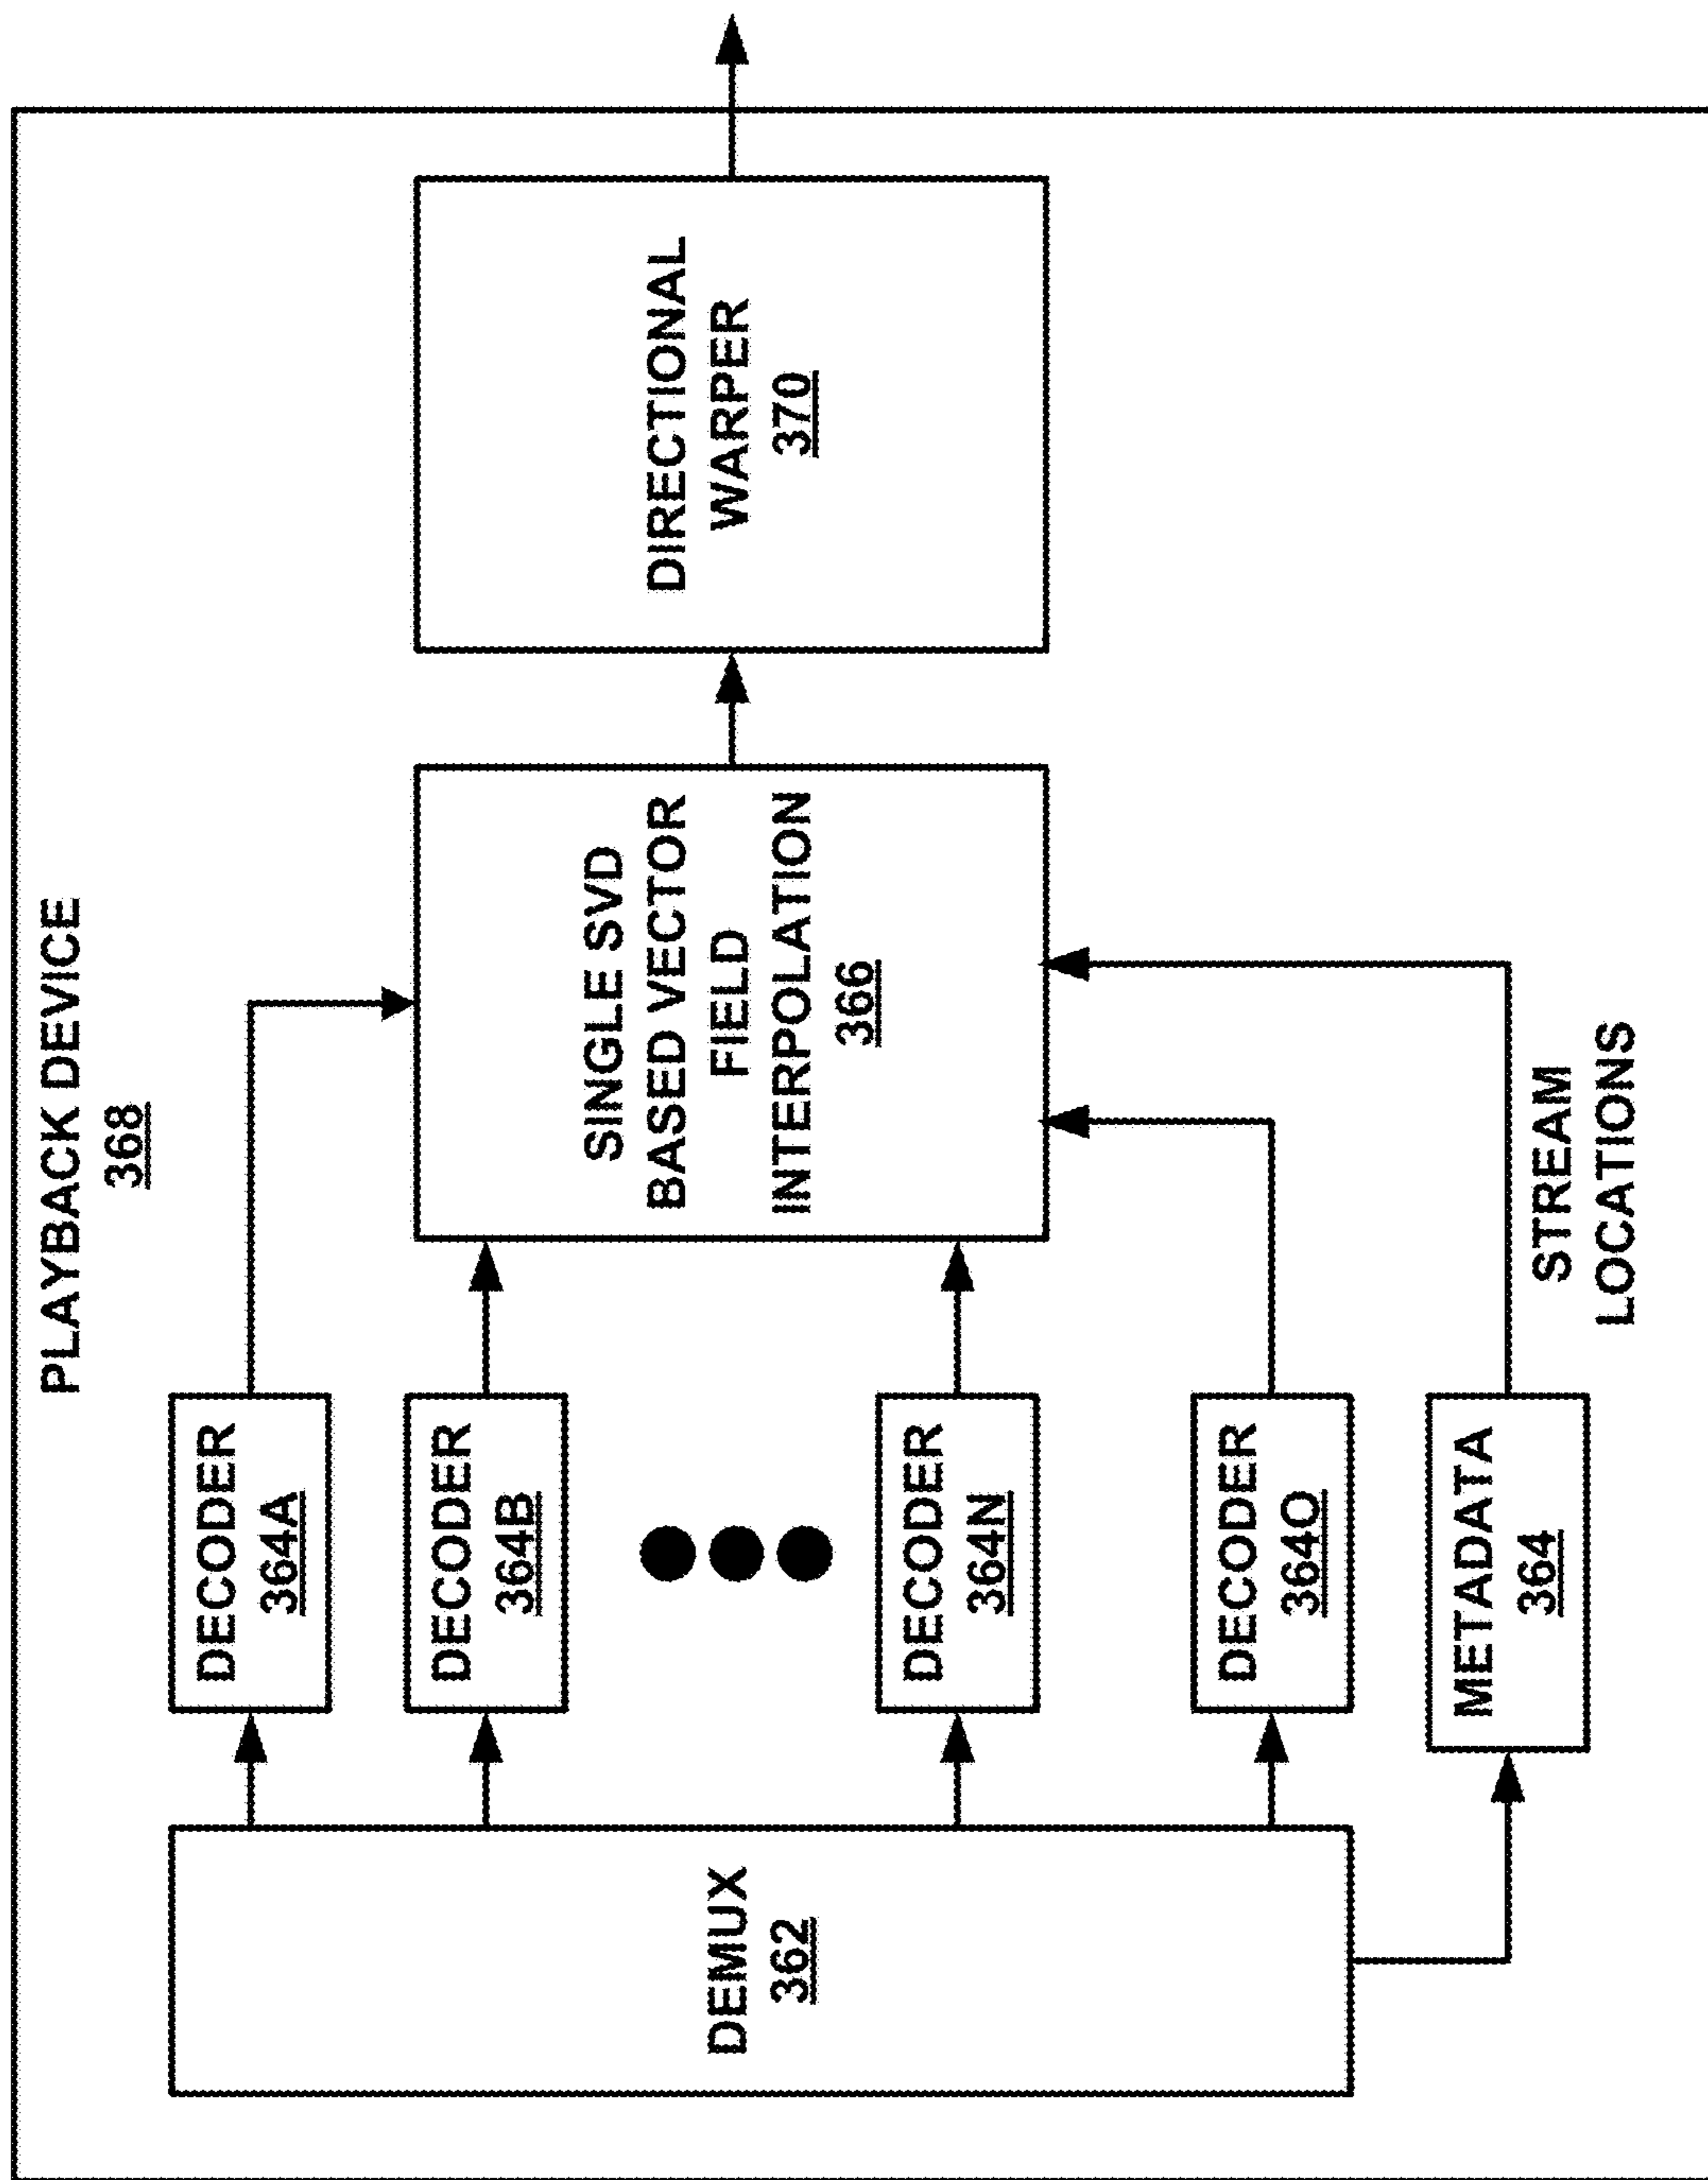 PLAYBACK DEVICE
368
DEMUX
362
DECODER
364A
DECODER
364B
DECODER
364N
DECODER
364O
METADATA
364
STREAM
LOCATIONS
SINGLE SVD
BASED VECTOR
FIELD
INTERPOLATION
366
DIRECTIONAL
WARPER
370